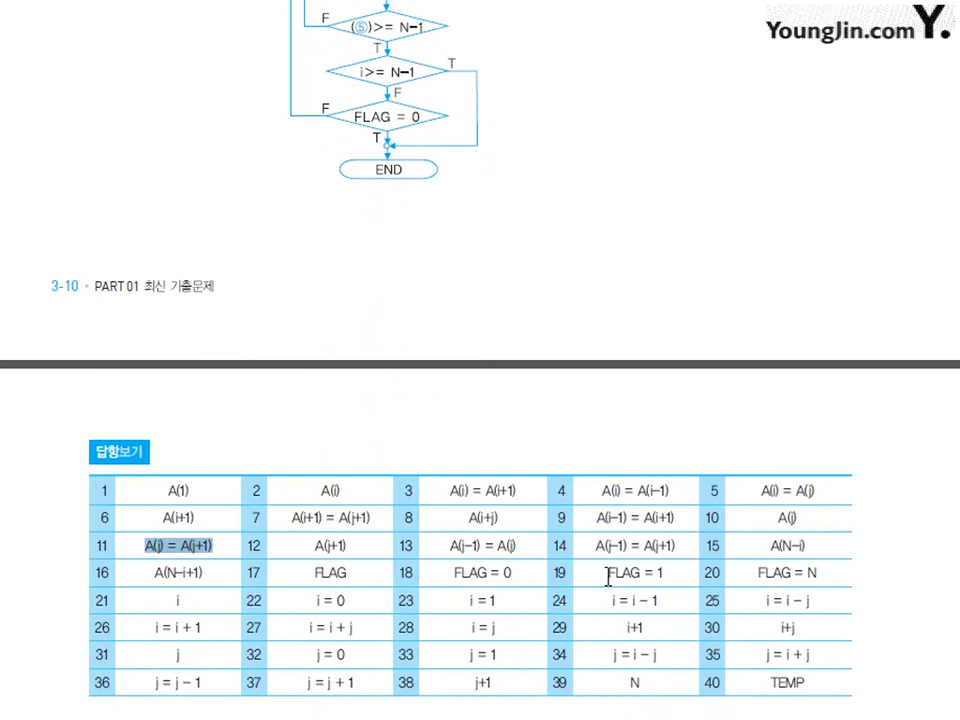 YoungJin.com Y.
F
(⑤)>= N-1
T
i>= N-1
T
F
F
FLAG = 0
T
END
3-10 • PART 01 최신 기출문제
답항보기
1 A(1) 2 A(i) 3 A(i) = A(i+1) 4 A(i) = A(i-1) 5 A(i) = A(j)
6 A(i+1) 7 A(i+1) = A(j+1) 8 A(i+j) 9 A(i-1) = A(i+1) 10 A(j)
11 A(j) = A(j+1) 12 A(j+1) 13 A(j-1) = A(j) 14 A(j-1) = A(j+1) 15 A(N-i)
16 A(N-i+1) 17 FLAG 18 FLAG = 0 19 FLAG = 1 20 FLAG = N
21 i 22 i = 0 23 i = 1 24 i = i - 1 25 i = i - j
26 i = i + 1 27 i = i + j 28 i = j 29 i+1 30 i+j
31 j 32 j = 0 33 j = 1 34 j = i - j 35 j = i + j
36 j = j - 1 37 j = j + 1 38 j+1 39 N 40 TEMP